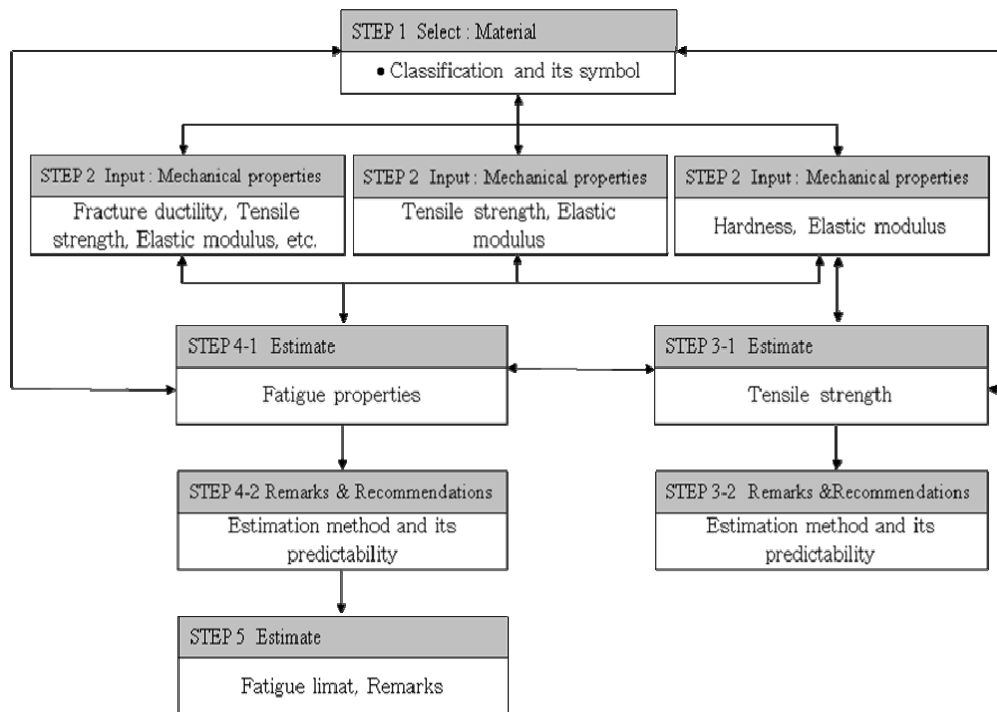 STEP 1 Select : Material
• Classification and its symbol
STEP 2 Input : Mechanical properties
Fracture ductility, Tensile
strength, Elastic modulus, etc.
STEP 2 Input : Mechanical properties
Tensile strength, Elastic
modulus
STEP 2 Input : Mechanical properties
Hardness, Elastic modulus
STEP 4-1 Estimate
Fatigue properties
STEP 3-1 Estimate
Tensile strength
STEP 4-2 Remarks & Recommendations
Estimation method and its
predictability
STEP 3-2 Remarks &Recommendations
Estimation method and its
predictability
STEP 5 Estimate
Fatigue limat, Remarks